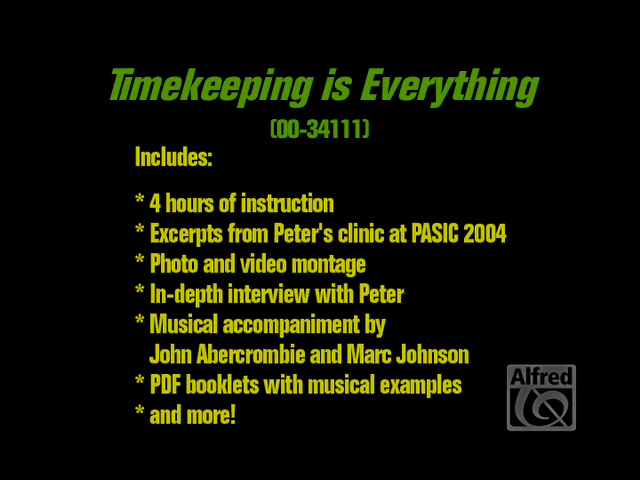 Timekeeping is Everything
(00-34111)
Includes:
* 4 hours of instruction
* Excerpts from Peter's clinic at PASIC 2004
* Photo and video montage
* In-depth interview with Peter
* Musical accompaniment by
John Abercrombie and Marc Johnson
* PDF booklets with musical examples
* and more!
Alfred